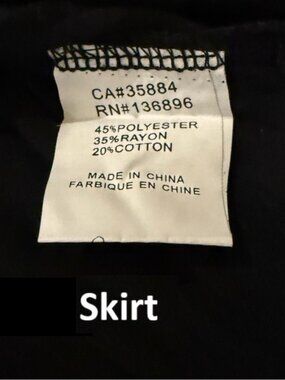 CA#35884
RN#136896
45%POLYESTER
35%RAYON
20%COTTON
MADE IN CHINA
FARBIQUE EN CHINE
Skirt